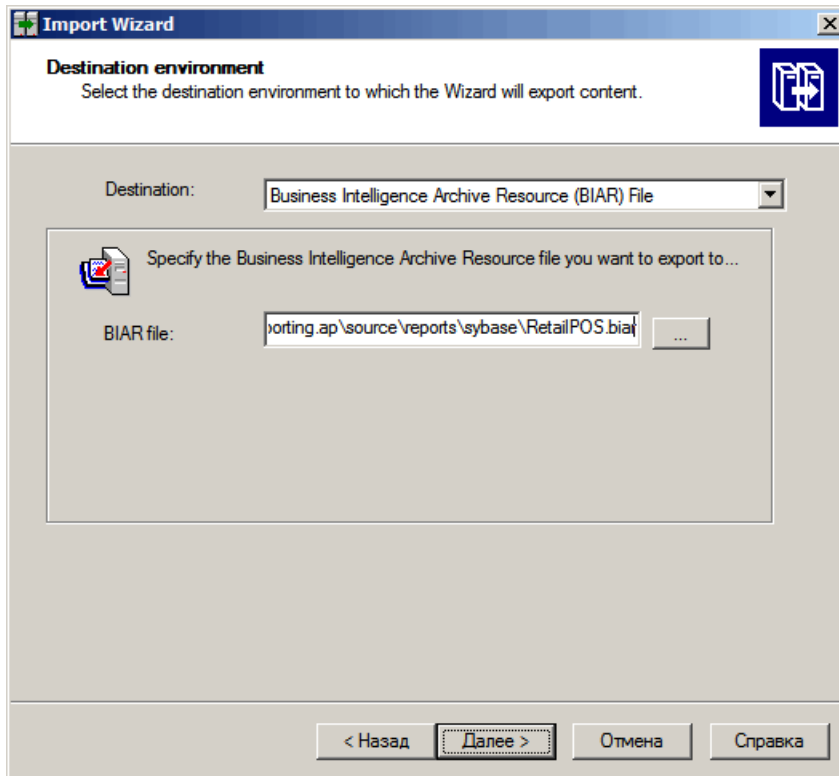 Import Wizard
Destination environment
Select the destination environment to which the Wizard will export content.
Destination:
Business Intelligence Archive Resource (BIAR) File
Specify the Business Intelligence Archive Resource file you want to export to...
BIAR file:
porting.ap\source\reports\sybase\RetailPOS.biar
...
< Назад
Далее >
Отмена
Справка